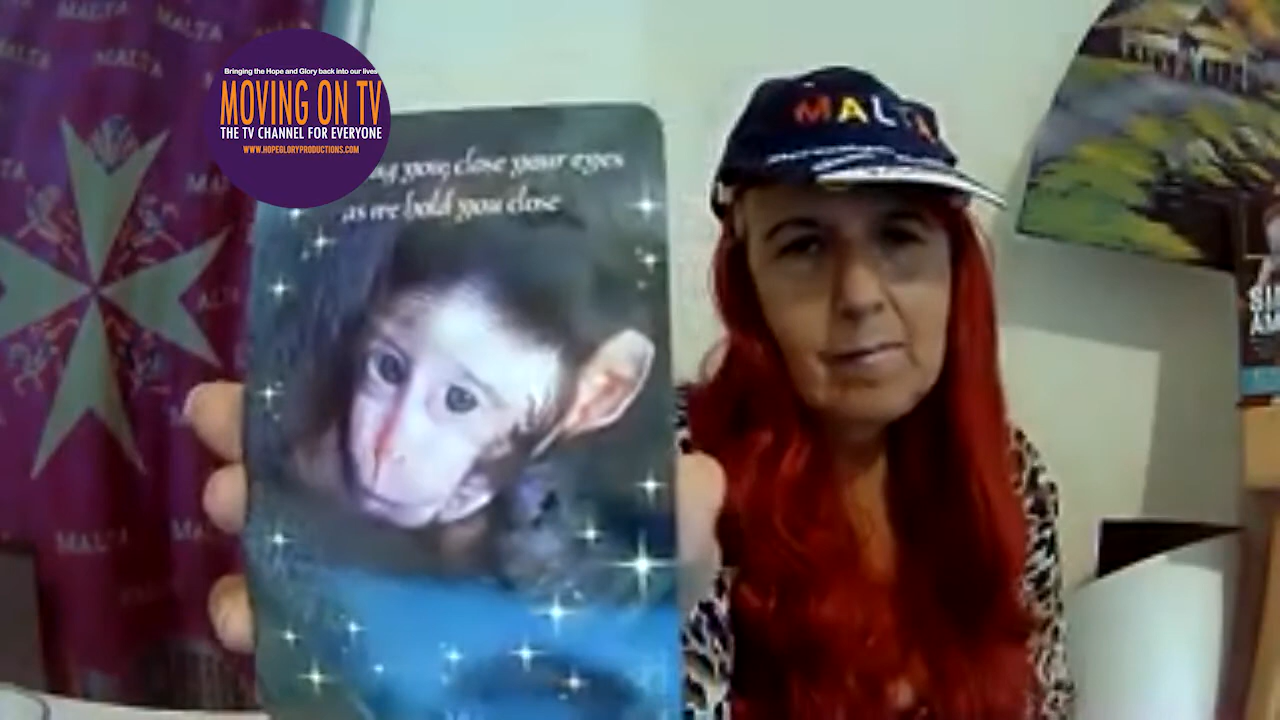 MALTA
MALTA
MALTA
Bringing the Hope and Glory back into our lives
MOVING ON TV
THE TV CHANNEL FOR EVERYONE
WWW.HOPEGLORYPRODUCTIONS.COM
you close your eyes
as we hold you close
MALTA
MALTA